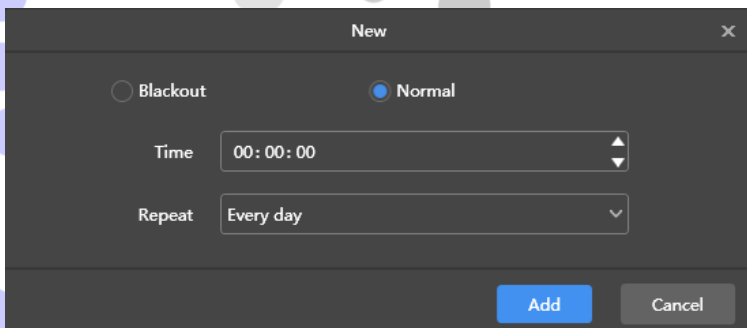 New
Blackout Normal
Time 00:00:00
Repeat Every day
Add Cancel